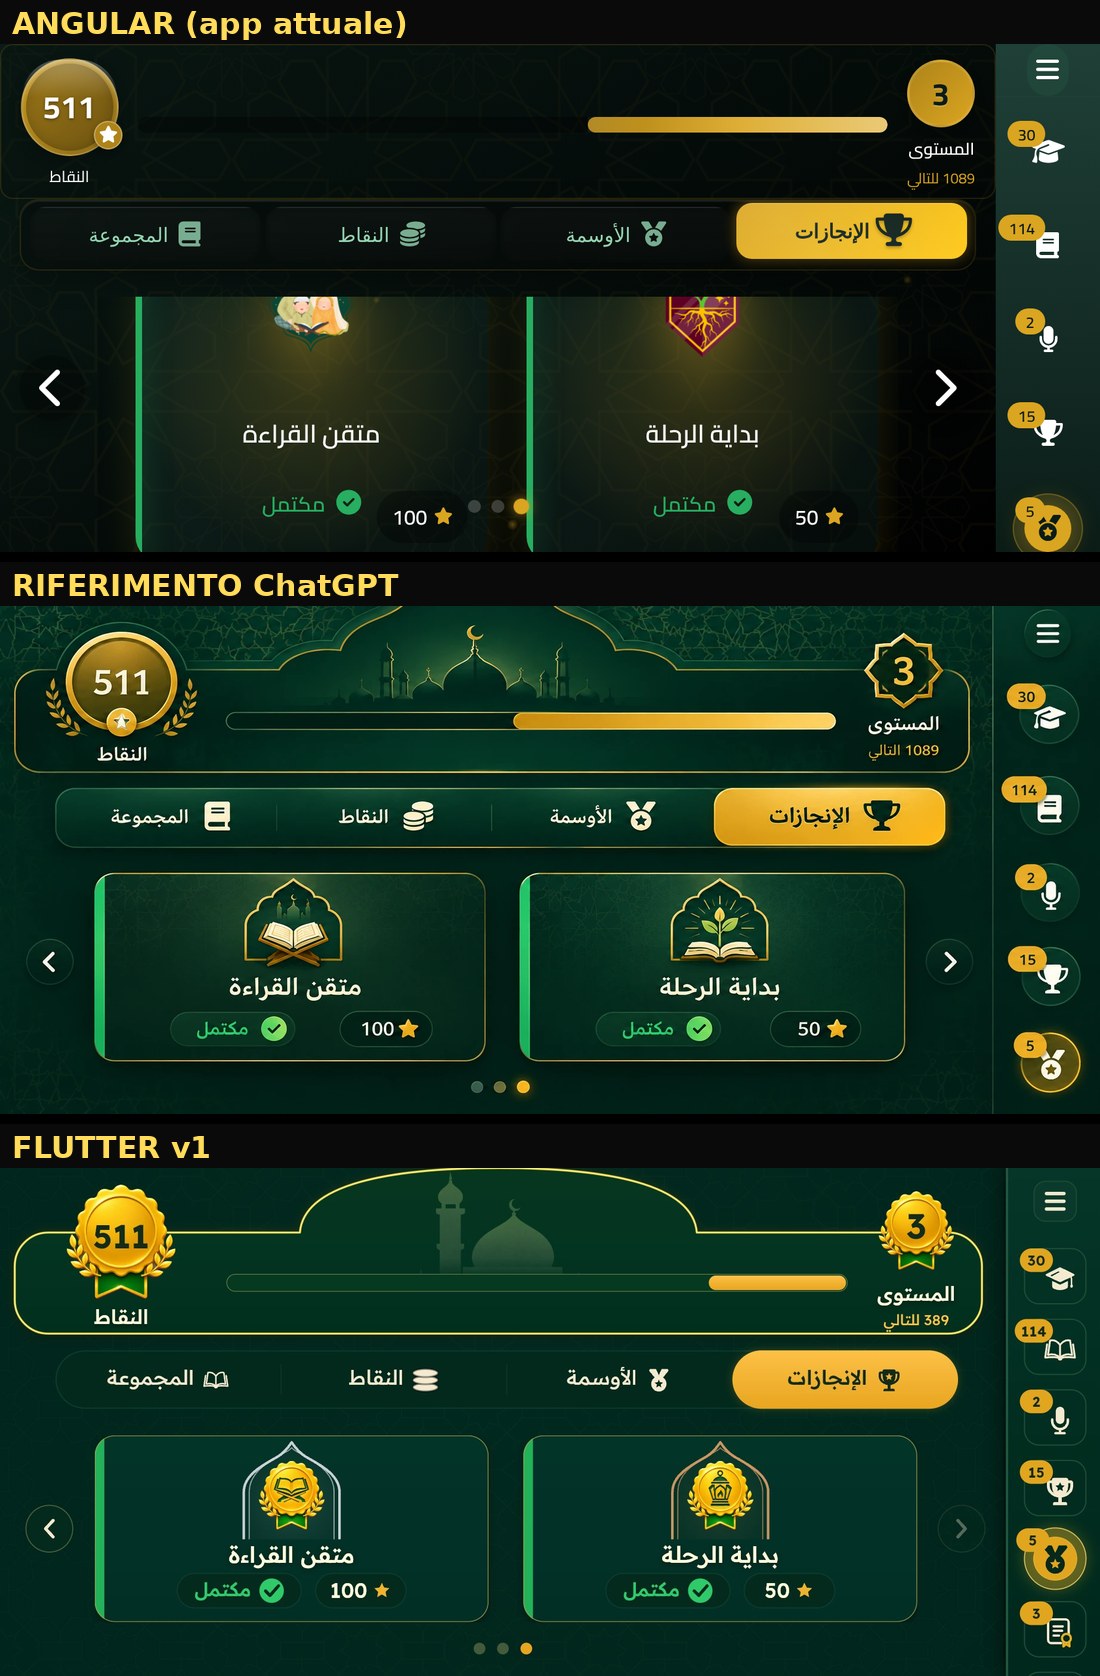 ANGULAR (app attuale)
511
النقاط
3
المستوى
1089 للتالي
الإنجازات
الأوسمة
النقاط
المجموعة
بداية الرحلة
مكتمل
50
متقن القراءة
مكتمل
100
30
114
2
15
5
RIFERIMENTO ChatGPT
511
النقاط
3
المستوى
1089 التالي
الإنجازات
الأوسمة
النقاط
المجموعة
بداية الرحلة
مكتمل
50
متقن القراءة
مكتمل
100
30
114
2
15
5
FLUTTER v1
511
النقاط
3
المستوى
389 للتالي
الإنجازات
الأوسمة
النقاط
المجموعة
بداية الرحلة
مكتمل
50
متقن القراءة
مكتمل
100
30
114
2
15
5
3